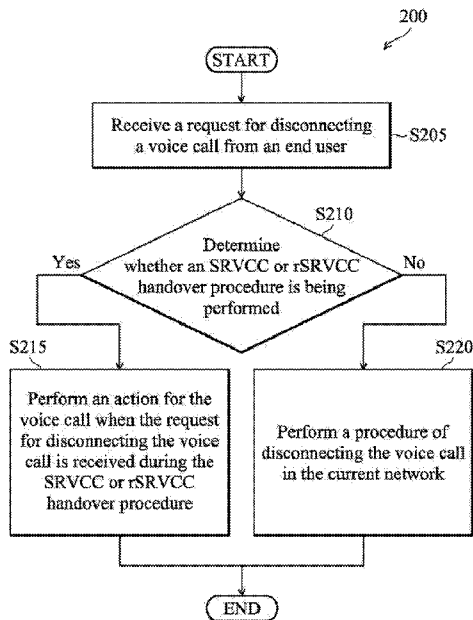 200
START
Receive a request for disconnecting
a voice call from an end user
S205
S210
Determine
whether an SRVCC or rSRVCC
handover procedure is being
performed
Yes
No
S215
Perform an action for the
voice call when the request
for disconnecting the voice
call is received during the
SRVCC or rSRVCC
handover procedure
S220
Perform a procedure of
disconnecting the voice call
in the current network
END